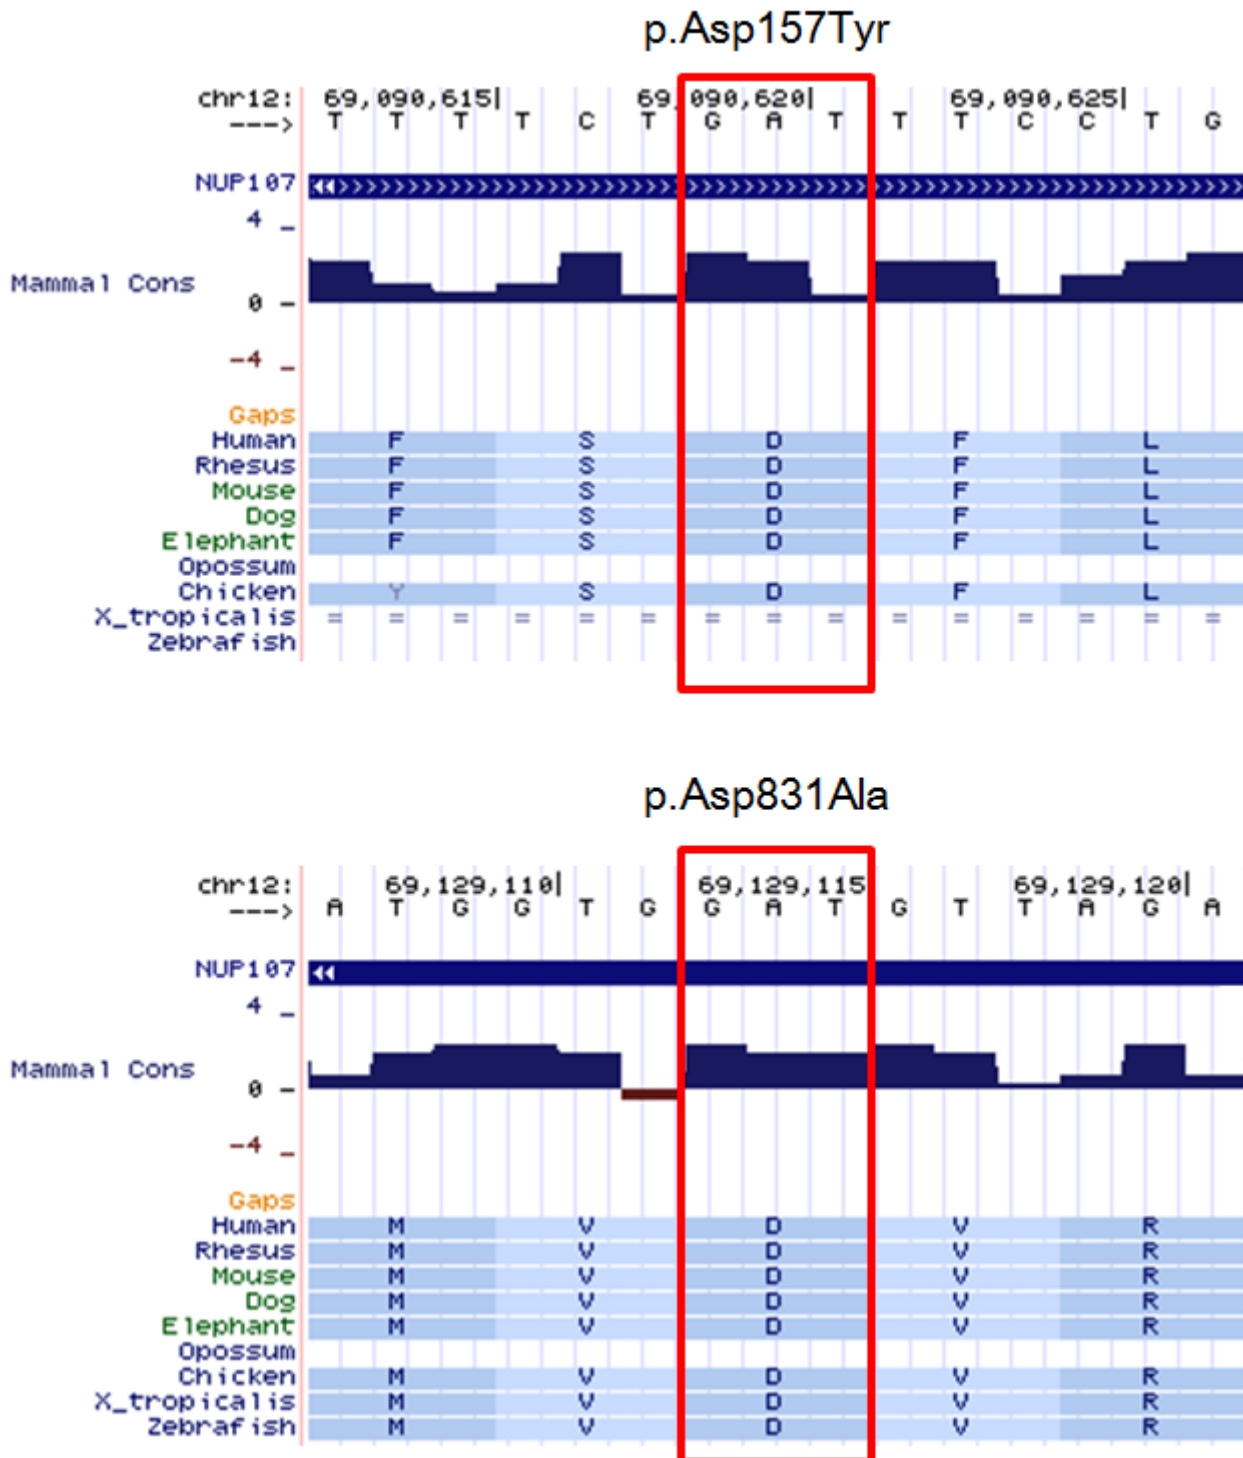 p.Asp157Tyr
chr12: 69,090,615| 69,090,620| 69,090,625|
---> T T T T C T G A T T T C C T G
NUP107
4 _
Mammal Cons
0 _
-4 _
Gaps
Human F S D F L
Rhesus F S D F L
Mouse F S D F L
Dog F S D F L
Elephant F S D F L
Opossum
Chicken Y S D F L
X_tropicalis = = = = = = = = = = = = = = =
Zebrafish
p.Asp831Ala
chr12: 69,129,110| 69,129,115 69,129,120|
---> A T G G T G G A T G T T A G A
NUP107
4 _
Mammal Cons
0 _
-4 _
Gaps
Human M V D V R
Rhesus M V D V R
Mouse M V D V R
Dog M V D V R
Elephant M V D V R
Opossum
Chicken M V D V R
X_tropicalis M V D V R
Zebrafish M V D V R